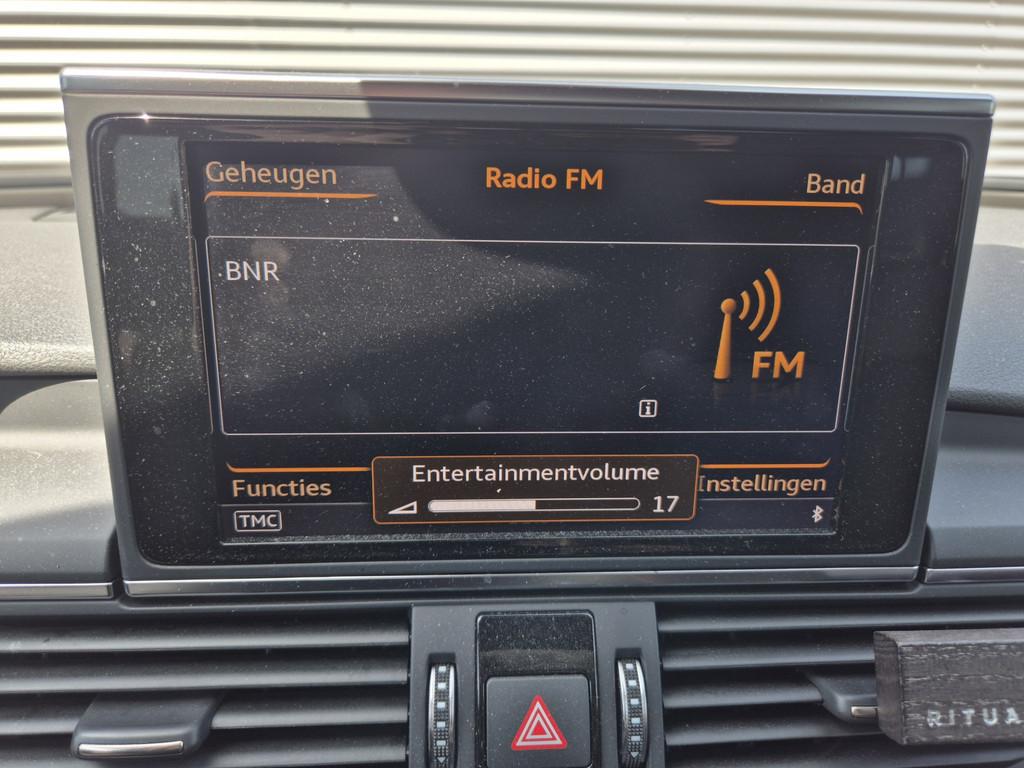 Geheugen
Radio FM
Band
BNR
FM
i
Functies
Entertainmentvolume
Instellingen
17
TMC
RITUA